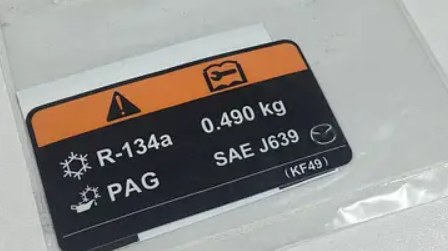 R-134a 0.490 kg
PAG SAE J639
(KF49)